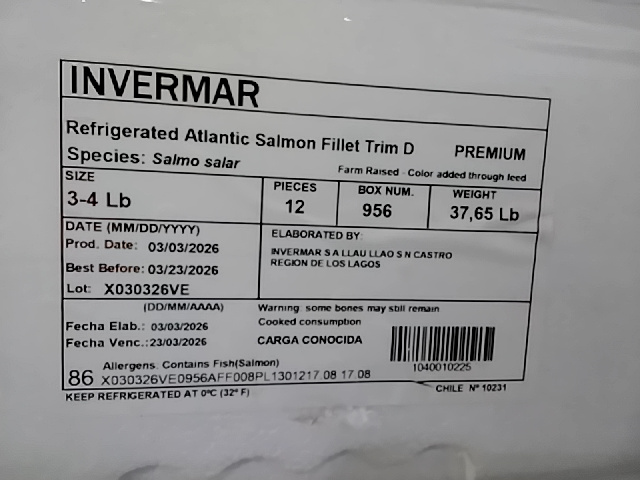 INVERMAR
Refrigerated Atlantic Salmon Fillet Trim D PREMIUM
Species: Salmo salar Farm Raised - Color added through feed
SIZE PIECES BOX NUM. WEIGHT
3-4 Lb 12 956 37,65 Lb
DATE (MM/DD/YYYY) ELABORATED BY:
Prod. Date: 03/03/2026 INVERMAR S A LLAU LLAO S N CASTRO
REGION DE LOS LAGOS
Best Before: 03/23/2026
Lot: X030326VE
(DD/MM/AAAA) Warning some bones may still remain
Fecha Elab.: 03/03/2026 Cooked consumption
Fecha Venc.: 23/03/2026 CARGA CONOCIDA
Allergens. Contains Fish(Salmon) 1040010225
86 X030326VE0956AFF008PL1301217.08 17.08
KEEP REFRIGERATED AT 0ºC (32º F) CHILE Nº 10231